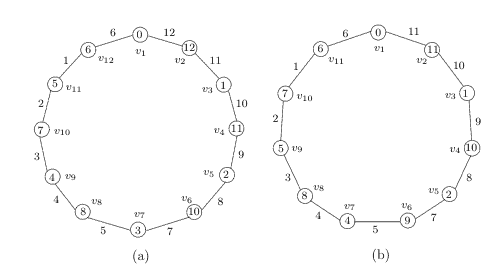 6 12 6 11
0 0
12 11
6 6
v1 v1
v12 v2 v11 v2
1 11 1 10
5 1 7 1
v11 v3 v10 v3
2 10 2 9
7 v10 v4 11 5 v9 v4 10
3 9 3 8
4 v9 v5 2 8 v8 v5 2
4 v8 v7 v6 8 4 v7 v6 7
8 3 10 4 9
5 7 5
(a) (b)